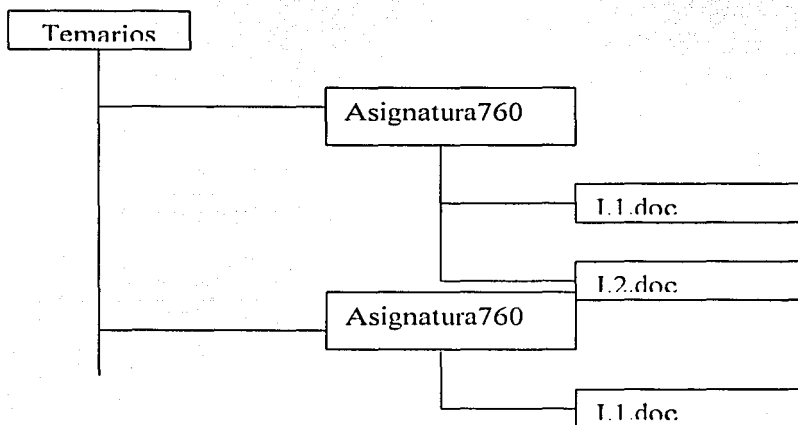 Temarios
Asignatura760
I.1.doc
I.2.doc
Asignatura760
I.1.doc